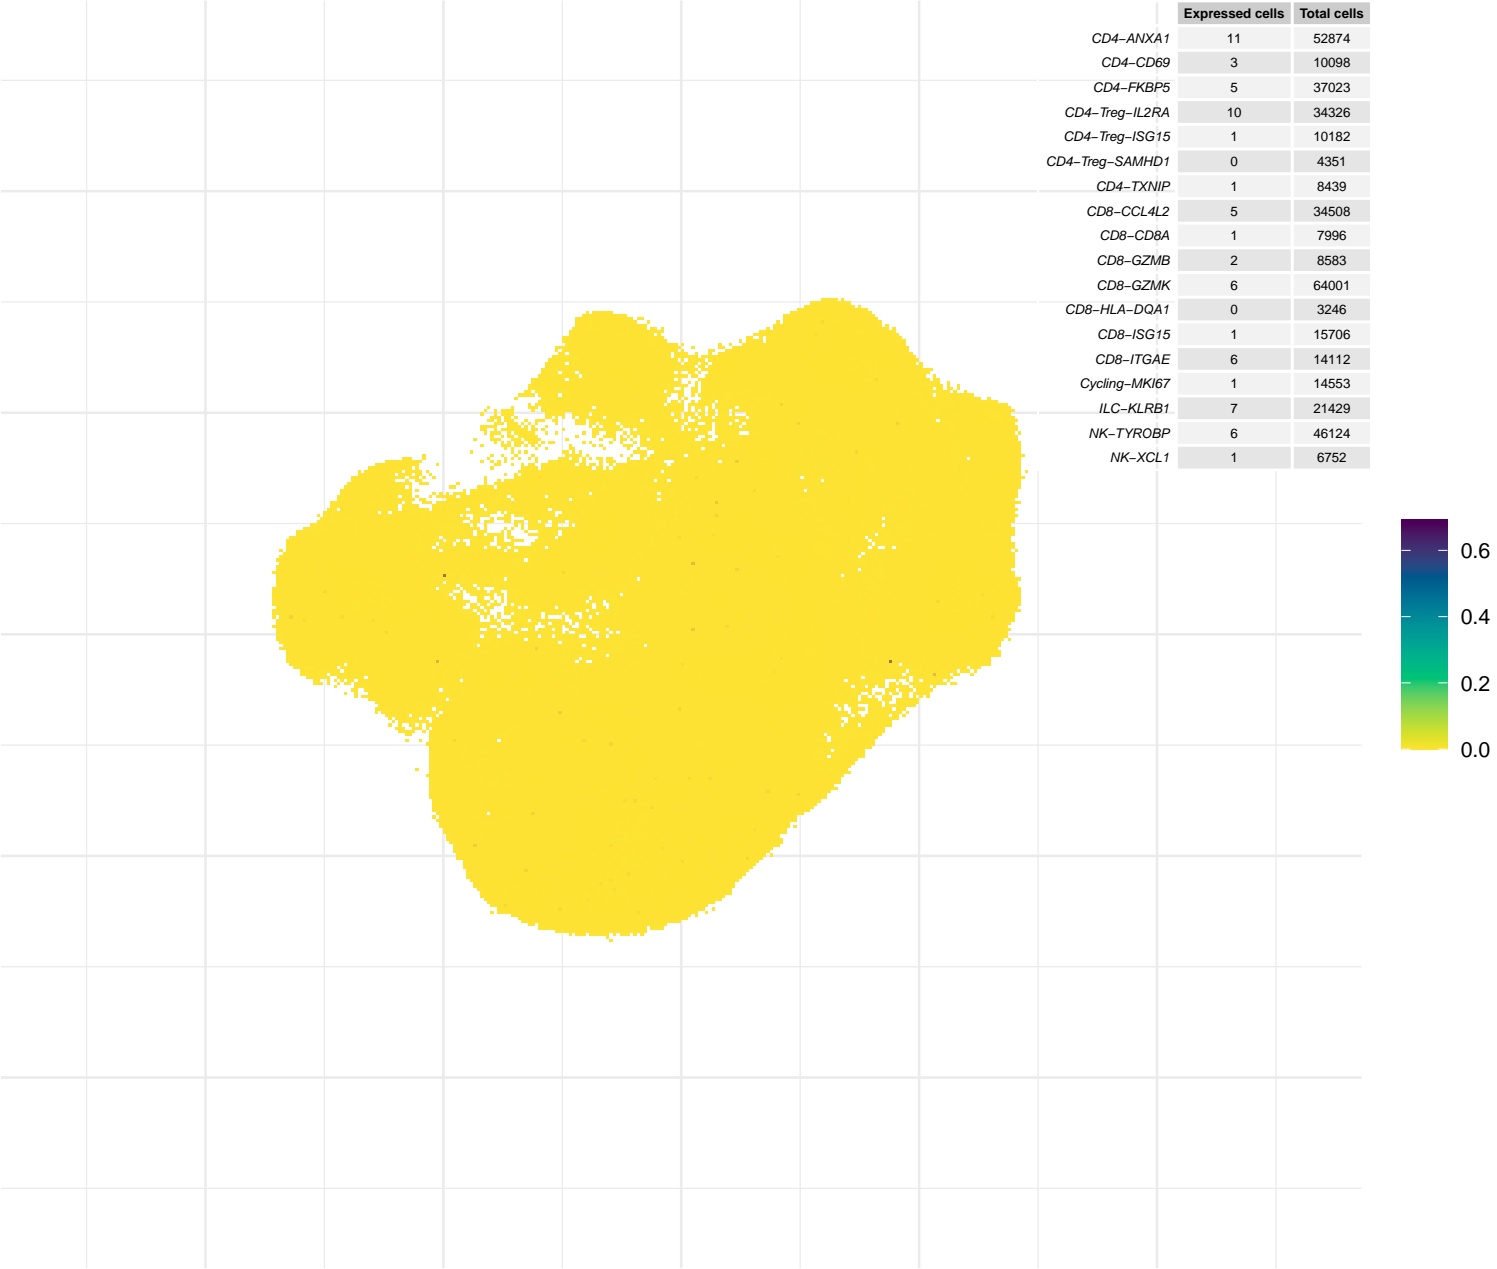 Expressed cells Total cells
CD4−ANXA1 11 52874
CD4−CD69 3 10098
CD4−FKBP5 5 37023
CD4−Treg−IL2RA 10 34326
CD4−Treg−ISG15 1 10182
CD4−Treg−SAMHD1 0 4351
CD4−TXNIP 1 8439
CD8−CCL4L2 5 34508
CD8−CD8A 1 7996
CD8−GZMB 2 8583
CD8−GZMK 6 64001
CD8−HLA−DQA1 0 3246
CD8−ISG15 1 15706
CD8−ITGAE 6 14112
Cycling−MKI67 1 14553
ILC−KLRB1 7 21429
NK−TYROBP 6 46124
NK−XCL1 1 6752
0.6
0.4
0.2
0.0